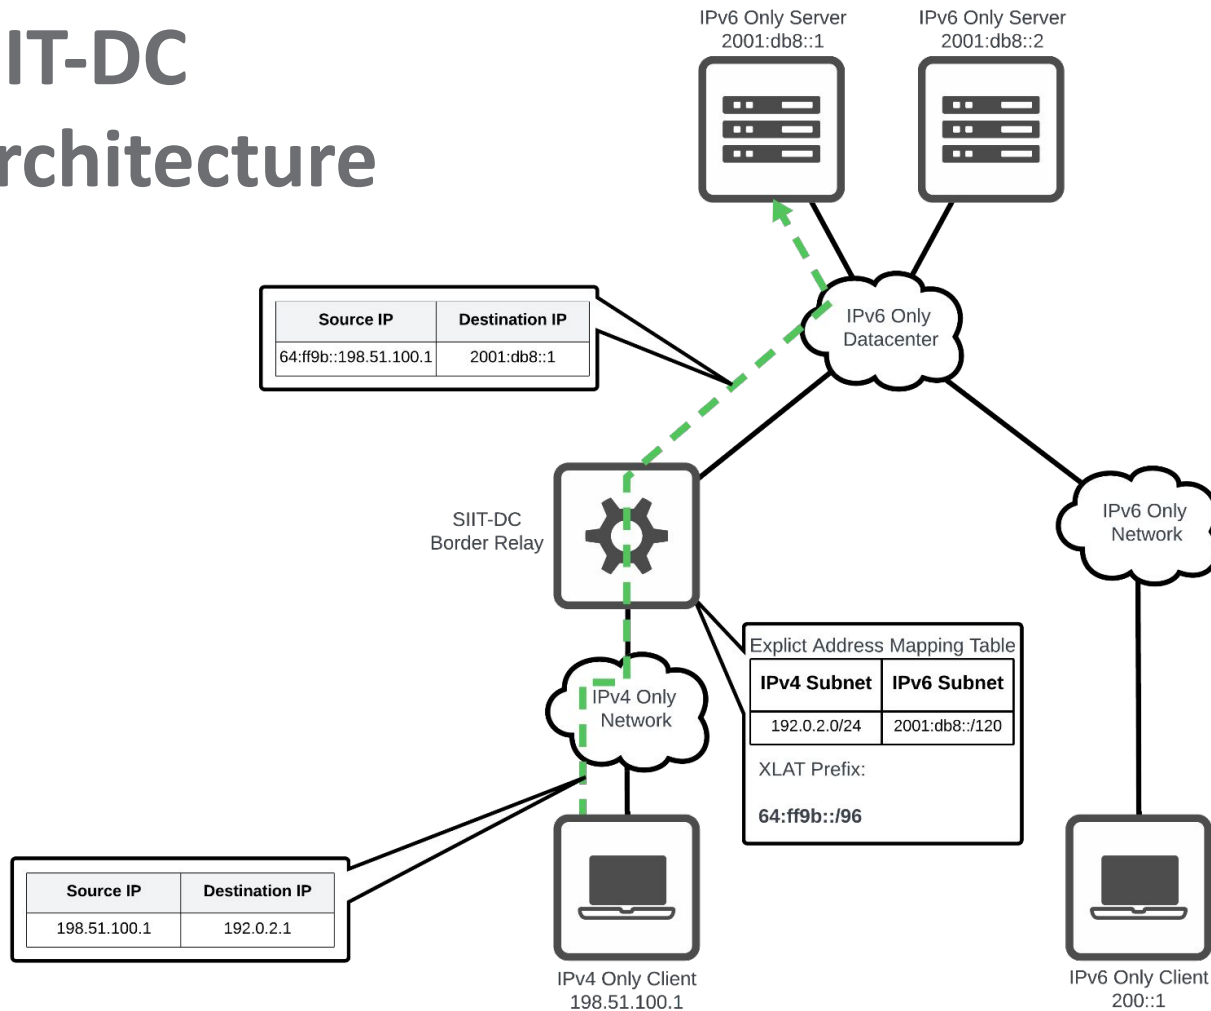 IT-DC
rchitecture
IPv6 Only Server
2001:db8::1
IPv6 Only Server
2001:db8::2
IPv6 Only
Datacenter
Source IP Destination IP
64:ff9b::198.51.100.1 2001:db8::1
SIIT-DC
Border Relay
IPv6 Only
Network
Explict Address Mapping Table
IPv4 Subnet IPv6 Subnet
192.0.2.0/24 2001:db8::/120
XLAT Prefix:
64:ff9b::/96
IPv4 Only
Network
Source IP Destination IP
198.51.100.1 192.0.2.1
IPv4 Only Client
198.51.100.1
IPv6 Only Client
200::1